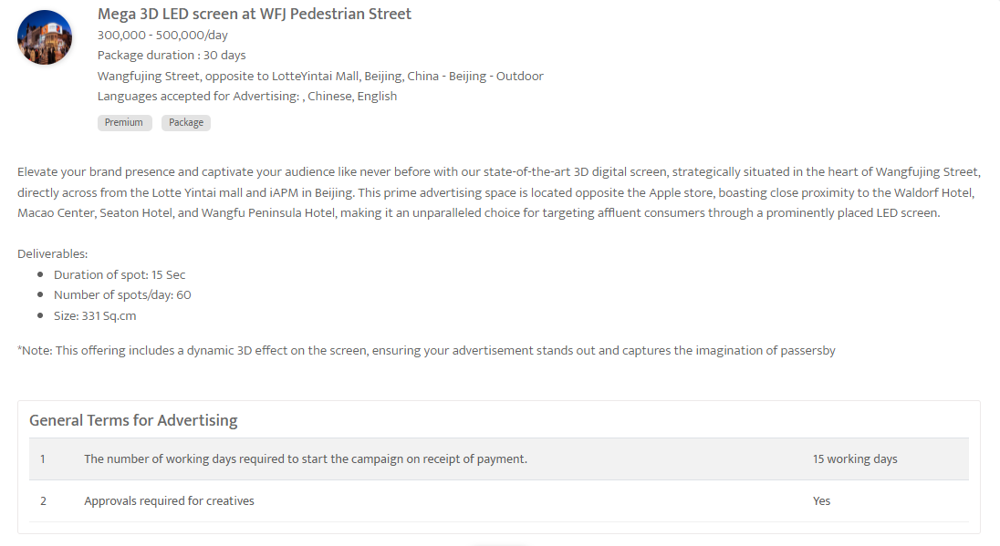 Mega 3D LED screen at WFJ Pedestrian Street
300,000 - 500,000/day
Package duration : 30 days
Wangfujing Street, opposite to LotteYintai Mall, Beijing, China - Beijing - Outdoor
Languages accepted for Advertising: , Chinese, English
Premium Package
Elevate your brand presence and captivate your audience like never before with our state-of-the-art 3D digital screen, strategically situated in the heart of Wangfujing Street,
directly across from the Lotte Yintai mall and iAPM in Beijing. This prime advertising space is located opposite the Apple store, boasting close proximity to the Waldorf Hotel,
Macao Center, Seaton Hotel, and Wangfu Peninsula Hotel, making it an unparalleled choice for targeting affluent consumers through a prominently placed LED screen.
Deliverables:
• Duration of spot: 15 Sec
• Number of spots/day: 60
• Size: 331 Sq.cm
*Note: This offering includes a dynamic 3D effect on the screen, ensuring your advertisement stands out and captures the imagination of passersby
General Terms for Advertising
1 The number of working days required to start the campaign on receipt of payment. 15 working days
2 Approvals required for creatives Yes